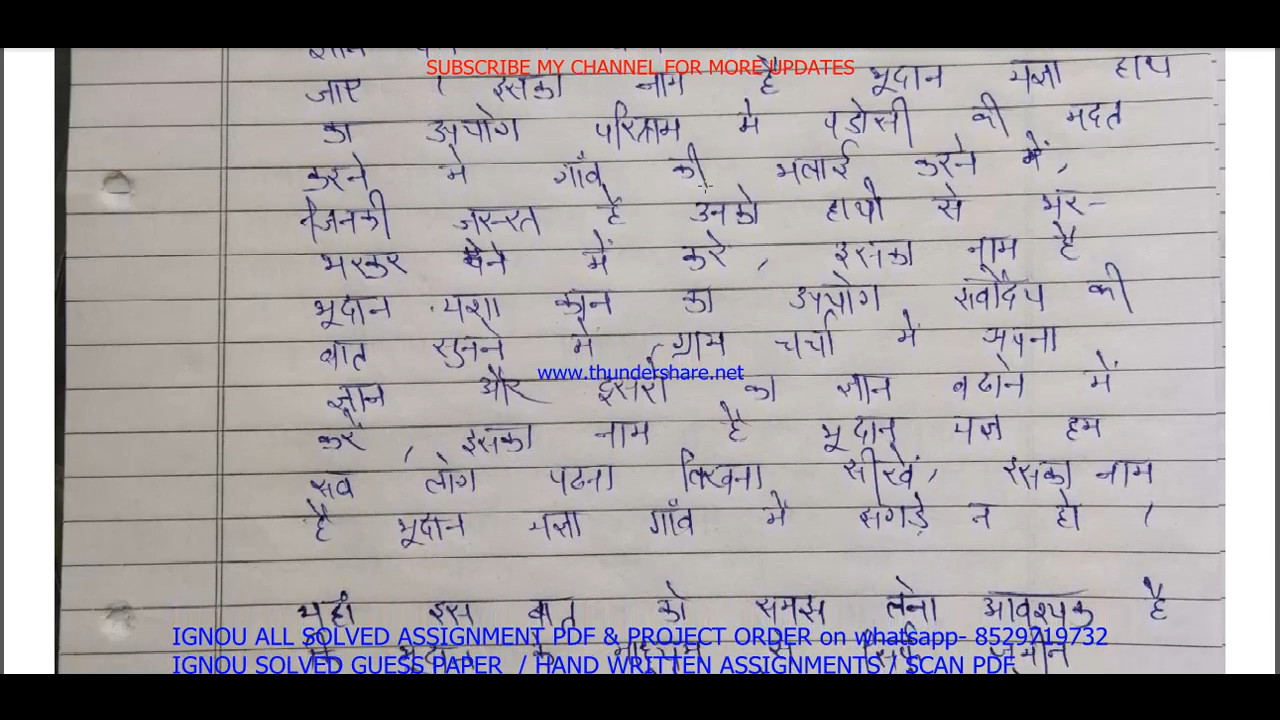 SUBSCRIBE MY CHANNEL FOR MORE UPDATES
जाए । इसका नाम है भूदान यज्ञा हाथ
का उपयोग परिश्रम मे पडोसी की मदत
करने मे गाँव की भलाई करने में,
जिनकी जरूरत है उनको हाथो से भर-
भरकर देने में करे, इसका नाम है
भूदान यज्ञा कान का उपयोग सर्वोदय की
बात सुनने मे, ग्राम चर्चा मे अपना
www.thundershare.net
ज्ञान और दुसरो का ज्ञान बढाने में
करें, इसका नाम है भूदान यज्ञ हम
सब लोग पढना लिखना सीखें, इसका नाम
है भूदान यज्ञा गाँव मे झगड़े न हो ।
यहाँ इस बात को समझ लेना आवश्यक है
IGNOU ALL SOLVED ASSIGNMENT PDF & PROJECT ORDER on whatsapp- 8529719732
IGNOU SOLVED GUESS PAPER / HAND WRITTEN ASSIGNMENTS / SCAN PDF